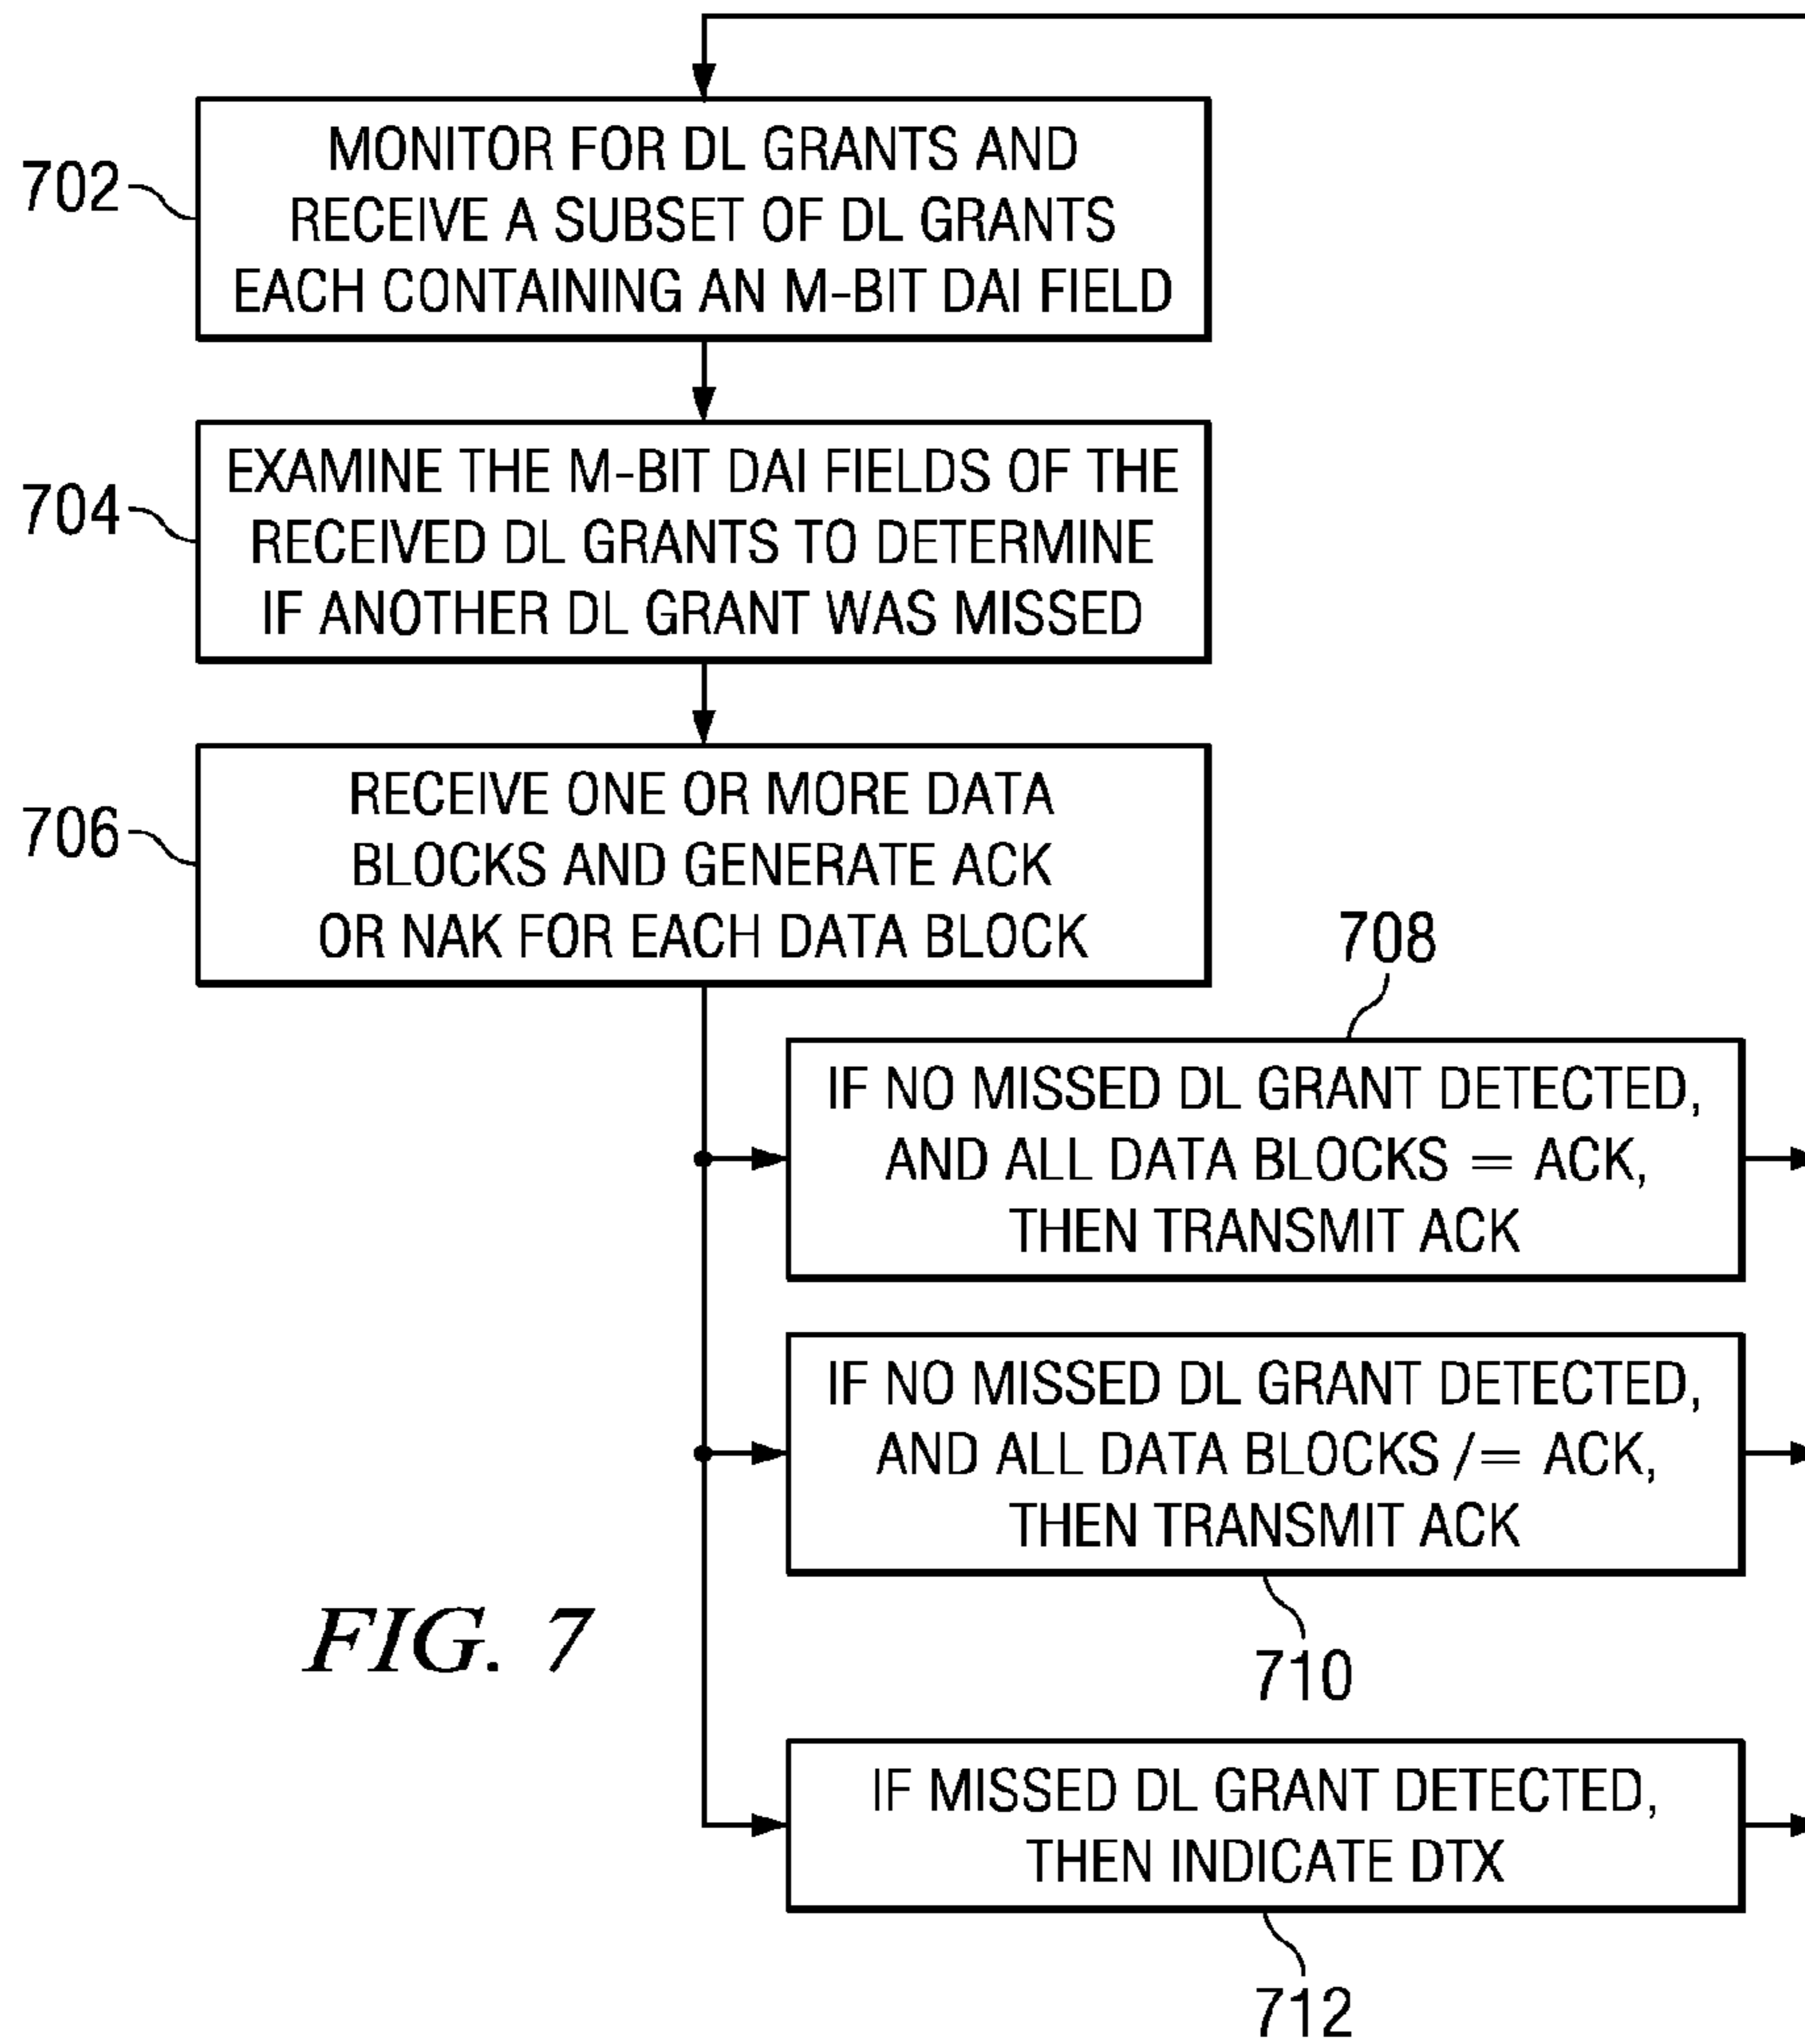 702
MONITOR FOR DL GRANTS AND
RECEIVE A SUBSET OF DL GRANTS
EACH CONTAINING AN M-BIT DAI FIELD
704
EXAMINE THE M-BIT DAI FIELDS OF THE
RECEIVED DL GRANTS TO DETERMINE
IF ANOTHER DL GRANT WAS MISSED
706
RECEIVE ONE OR MORE DATA
BLOCKS AND GENERATE ACK
OR NAK FOR EACH DATA BLOCK
708
IF NO MISSED DL GRANT DETECTED,
AND ALL DATA BLOCKS = ACK,
THEN TRANSMIT ACK
IF NO MISSED DL GRANT DETECTED,
AND ALL DATA BLOCKS /= ACK,
THEN TRANSMIT ACK
710
FIG. 7
IF MISSED DL GRANT DETECTED,
THEN INDICATE DTX
712